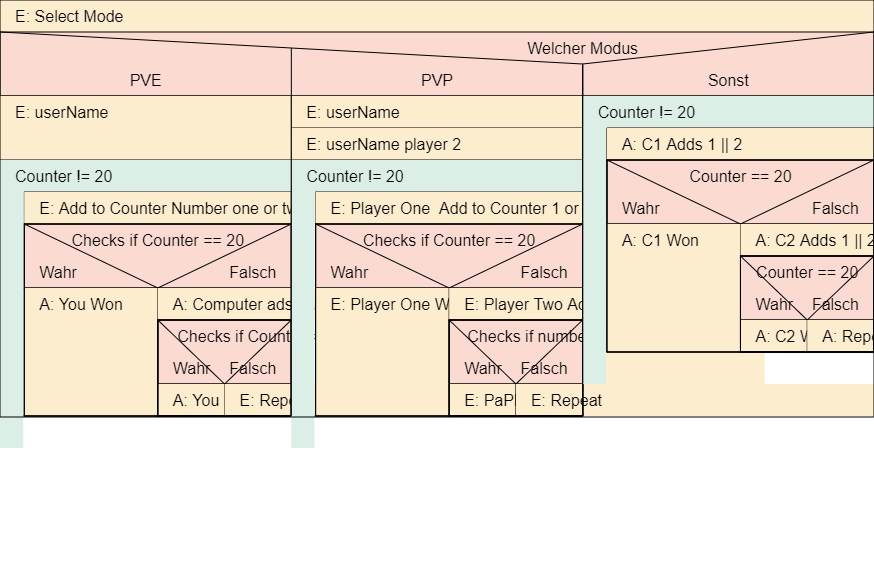 E: Select Mode
Welcher Modus
PVE
PVP
Sonst
E: userName
E: userName
E: userName player 2
Counter != 20
A: C1 Adds 1 || 2
Counter == 20
Wahr
Falsch
A: C1 Won
A: C2 Adds 1 || 2
Counter == 20
Wahr
Falsch
A: C2
A: Rep
Counter != 20
E: Add to Counter Number one or
Checks if Counter == 20
Wahr
Falsch
A: You Won
A: Computer ads
Checks if Count
Wahr
Falsch
A: You
E: Rep
Counter != 20
E: Player One Add to Counter 1 or
Checks if Counter == 20
Wahr
Falsch
E: Player One W
E: Player Two Ad
Checks if numbe
Wahr
Falsch
E: PaP
E: Repeat